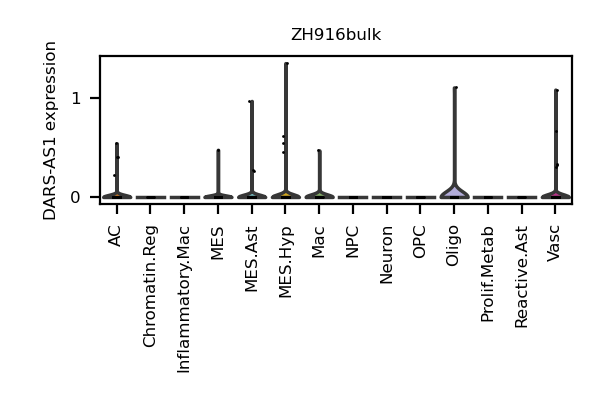 ZH916bulk
DARS-AS1 expression
1
0
AC
Chromatin.Reg
Inflammatory.Mac
MES
MES.Ast
MES.Hyp
Mac
NPC
Neuron
OPC
Oligo
Prolif.Metab
Reactive.Ast
Vasc